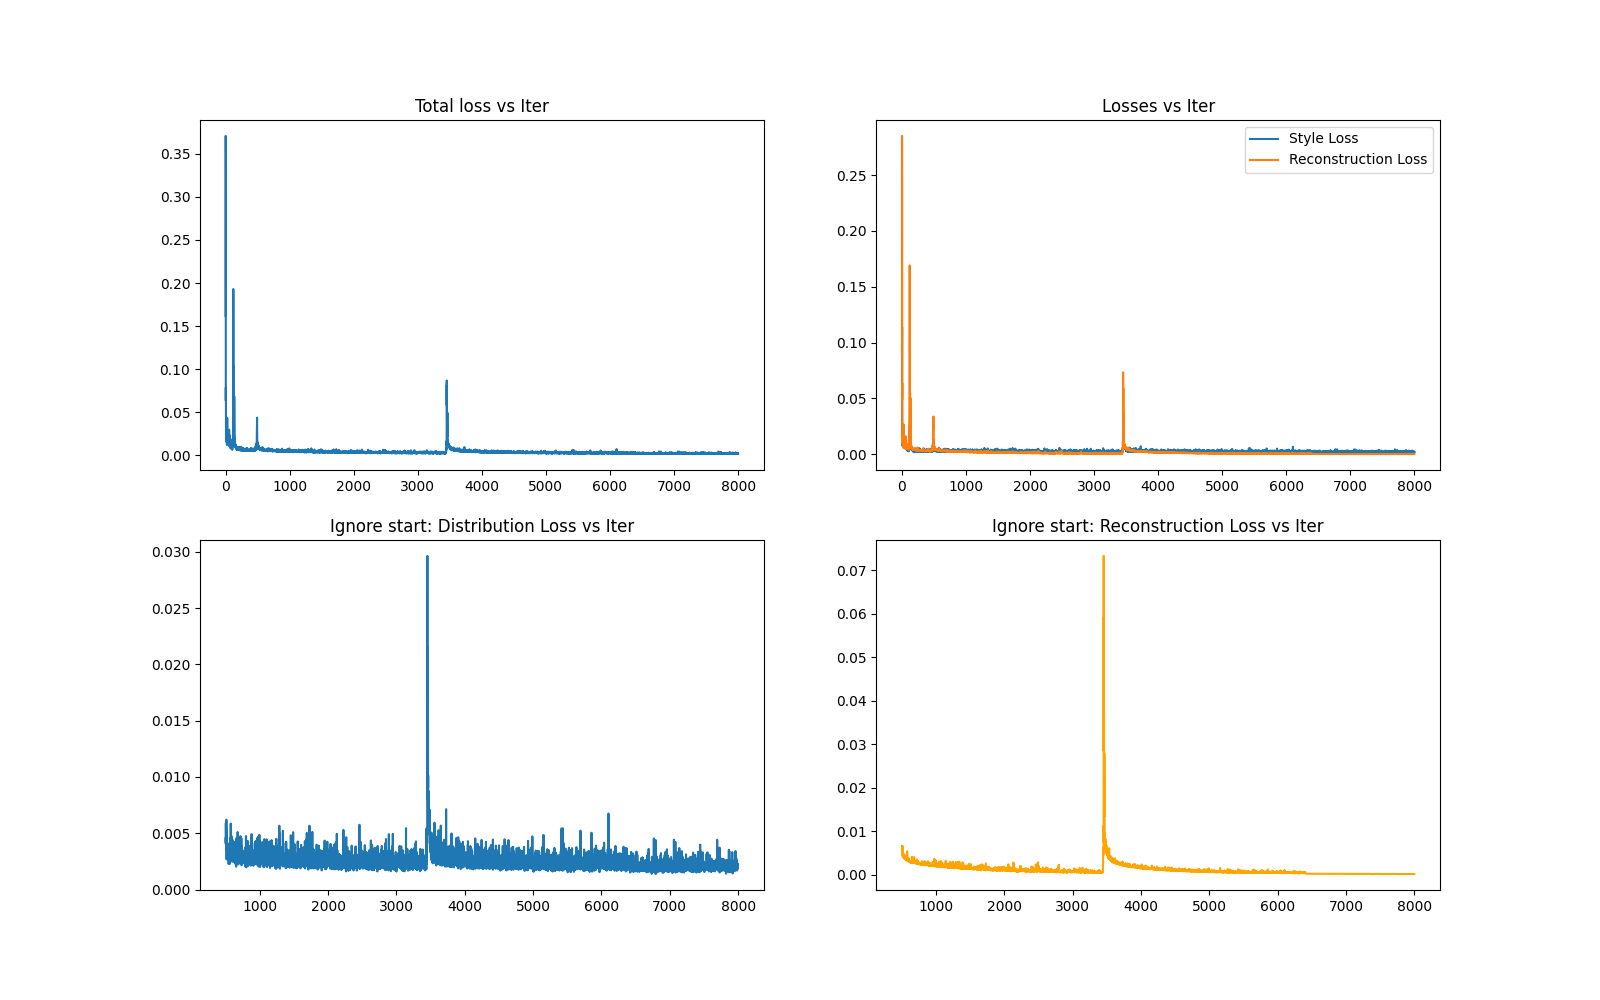 Total loss vs Iter
0.35
0.30
0.25
0.20
0.15
0.10
0.05
0.00
0 1000 2000 3000 4000 5000 6000 7000 8000
Losses vs Iter
Style Loss
Reconstruction Loss
0.25
0.20
0.15
0.10
0.05
0.00
0 1000 2000 3000 4000 5000 6000 7000 8000
Ignore start: Distribution Loss vs Iter
0.030
0.025
0.020
0.015
0.010
0.005
0.000
1000 2000 3000 4000 5000 6000 7000 8000
Ignore start: Reconstruction Loss vs Iter
0.07
0.06
0.05
0.04
0.03
0.02
0.01
0.00
1000 2000 3000 4000 5000 6000 7000 8000